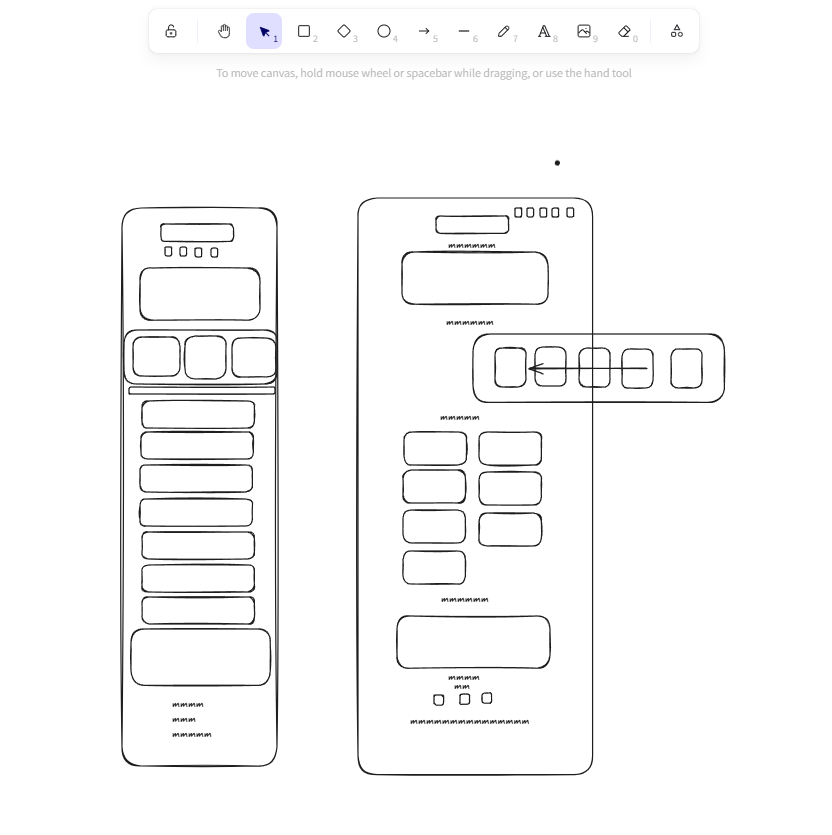 1 2 3 4 5 6 7 8 9 0
To move canvas, hold mouse wheel or spacebar while dragging, or use the hand tool
mmmmmm
mmmmmm
mmmmm
mmmmmm
mmmm
mm
mmmmmmmmmmmmmmm
mmmm
mmm
mmmmm